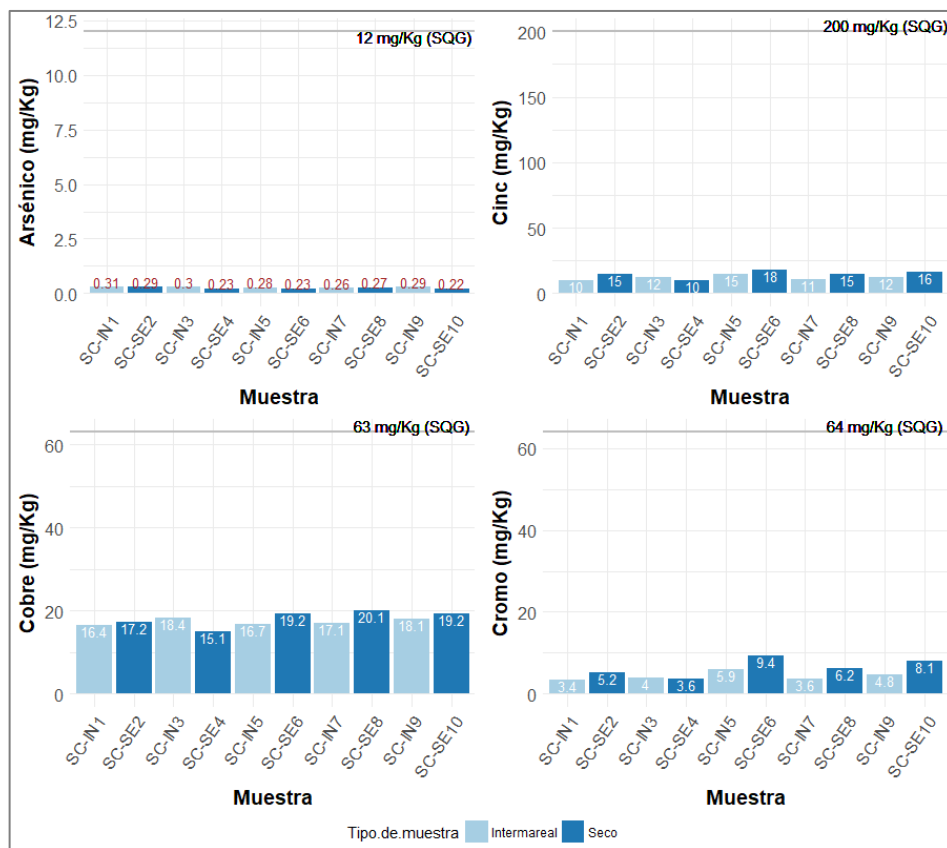 Arsénico (mg/Kg)
12.5
10.0
7.5
5.0
2.5
0.0
12 mg/Kg (SQG)
0.31
0.29
0.3
0.23
0.28
0.23
0.26
0.27
0.29
0.22
SC-IN1
SC-SE2
SC-IN3
SC-SE4
SC-IN5
SC-SE6
SC-IN7
SC-SE8
SC-IN9
SC-SE10
Muestra
Cinc (mg/Kg)
200
150
100
50
0
200 mg/Kg (SQG)
10
15
12
10
15
18
11
15
12
16
SC-IN1
SC-SE2
SC-IN3
SC-SE4
SC-IN5
SC-SE6
SC-IN7
SC-SE8
SC-IN9
SC-SE10
Muestra
Cobre (mg/Kg)
60
40
20
0
63 mg/Kg (SQG)
16.4
17.2
18.4
15.1
16.7
19.2
17.1
20.1
18.1
19.2
SC-IN1
SC-SE2
SC-IN3
SC-SE4
SC-IN5
SC-SE6
SC-IN7
SC-SE8
SC-IN9
SC-SE10
Muestra
Cromo (mg/Kg)
60
40
20
0
64 mg/Kg (SQG)
3.4
5.2
4
3.6
5.9
9.4
3.6
6.2
4.8
8.1
SC-IN1
SC-SE2
SC-IN3
SC-SE4
SC-IN5
SC-SE6
SC-IN7
SC-SE8
SC-IN9
SC-SE10
Muestra
Tipo.de.muestra Intermareal Seco